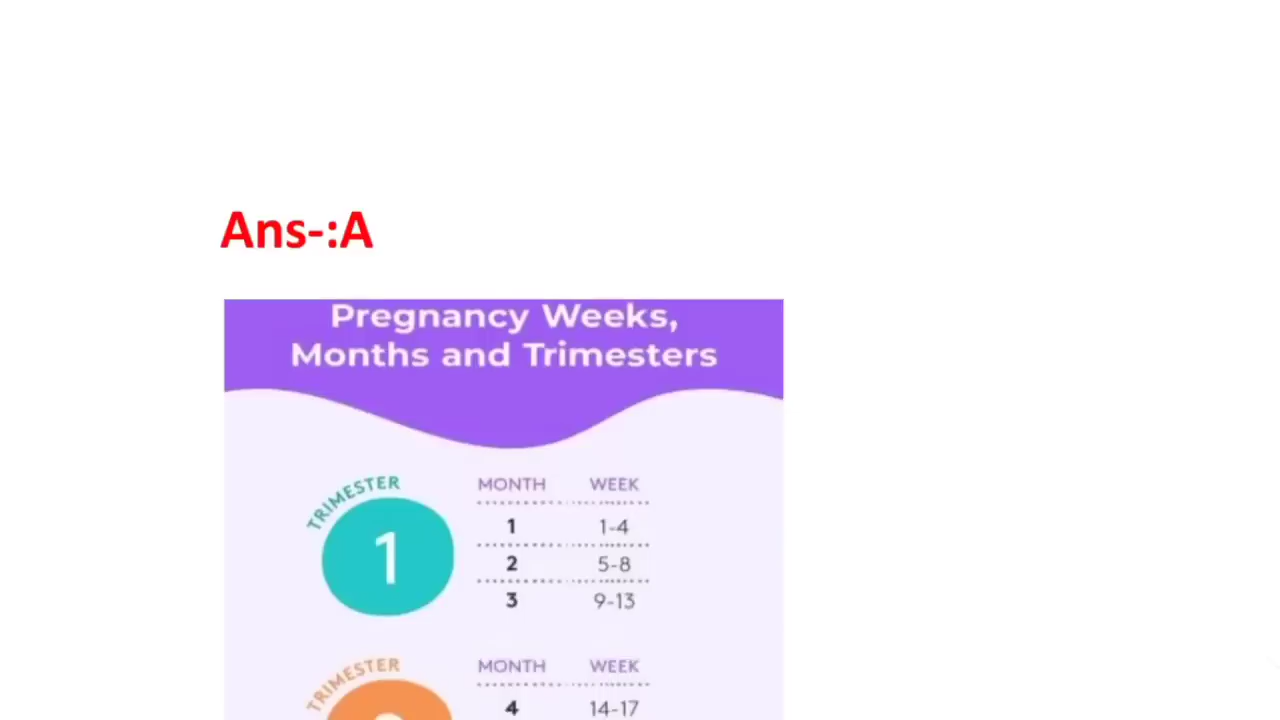 Ans-:A
Pregnancy Weeks,
Months and Trimesters
TRIMESTER
1
MONTH WEEK
1 1-4
2 5-8
3 9-13
TRIMESTER
MONTH WEEK
4 14-17